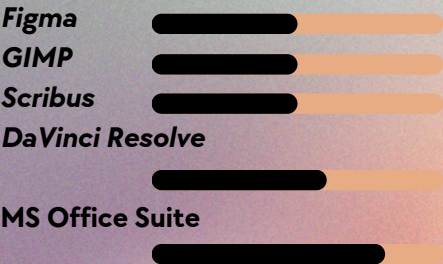 Figma
GIMP
Scribus
DaVinci Resolve
MS Office Suite